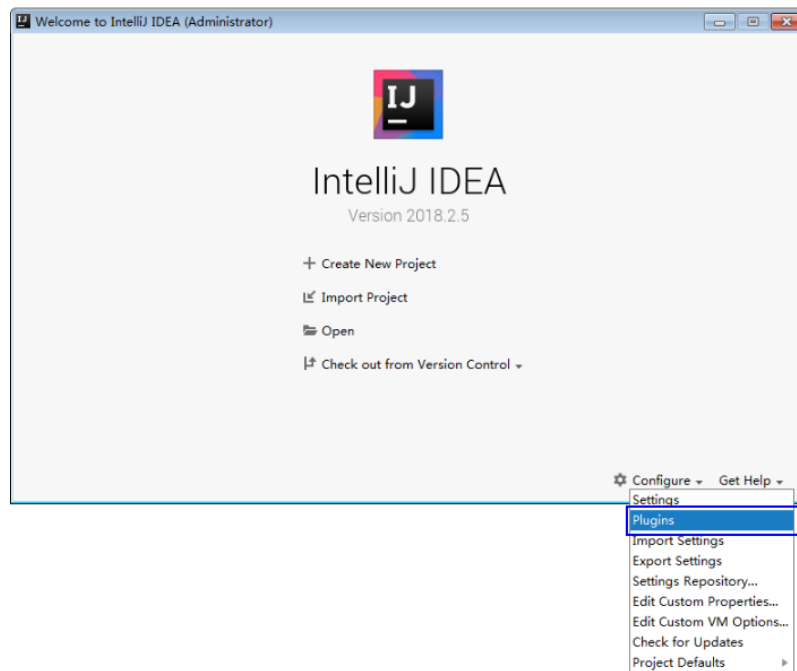 Welcome to IntelliJ IDEA (Administrator)
IJ
IntelliJ IDEA
Version 2018.2.5
Create New Project
Import Project
Open
Check out from Version Control
Configure Get Help
Settings
Plugins
Import Settings
Export Settings
Settings Repository...
Edit Custom Properties...
Edit Custom VM Options...
Check for Updates
Project Defaults